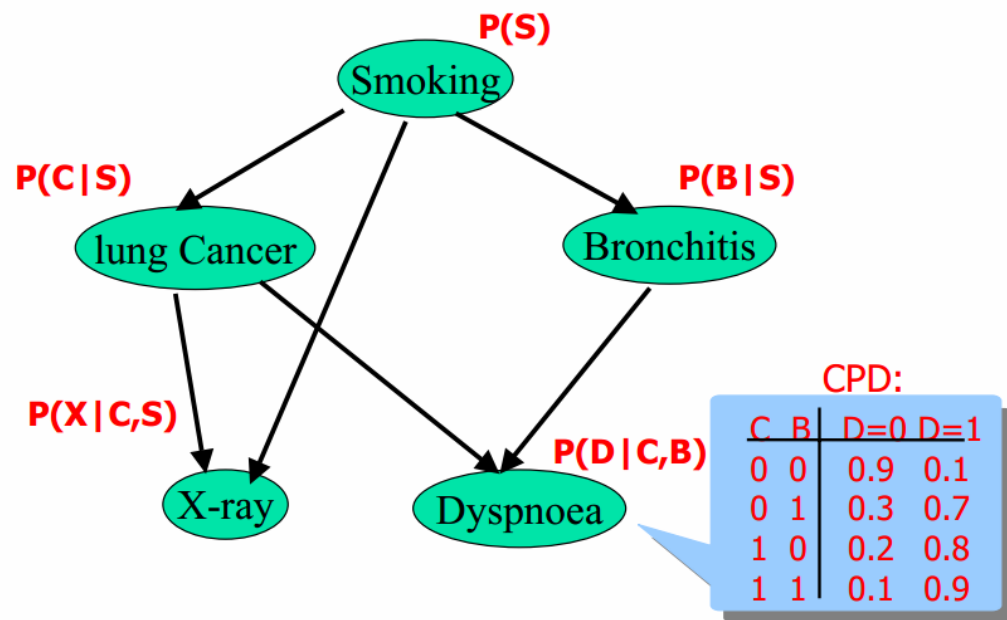 P(S)
Smoking
P(C|S)
P(B|S)
lung Cancer
Bronchitis
P(X|C,S)
P(D|C,B)
X-ray
Dyspnoea
CPD:
C B D=0 D=1
0 0 0.9 0.1
0 1 0.3 0.7
1 0 0.2 0.8
1 1 0.1 0.9